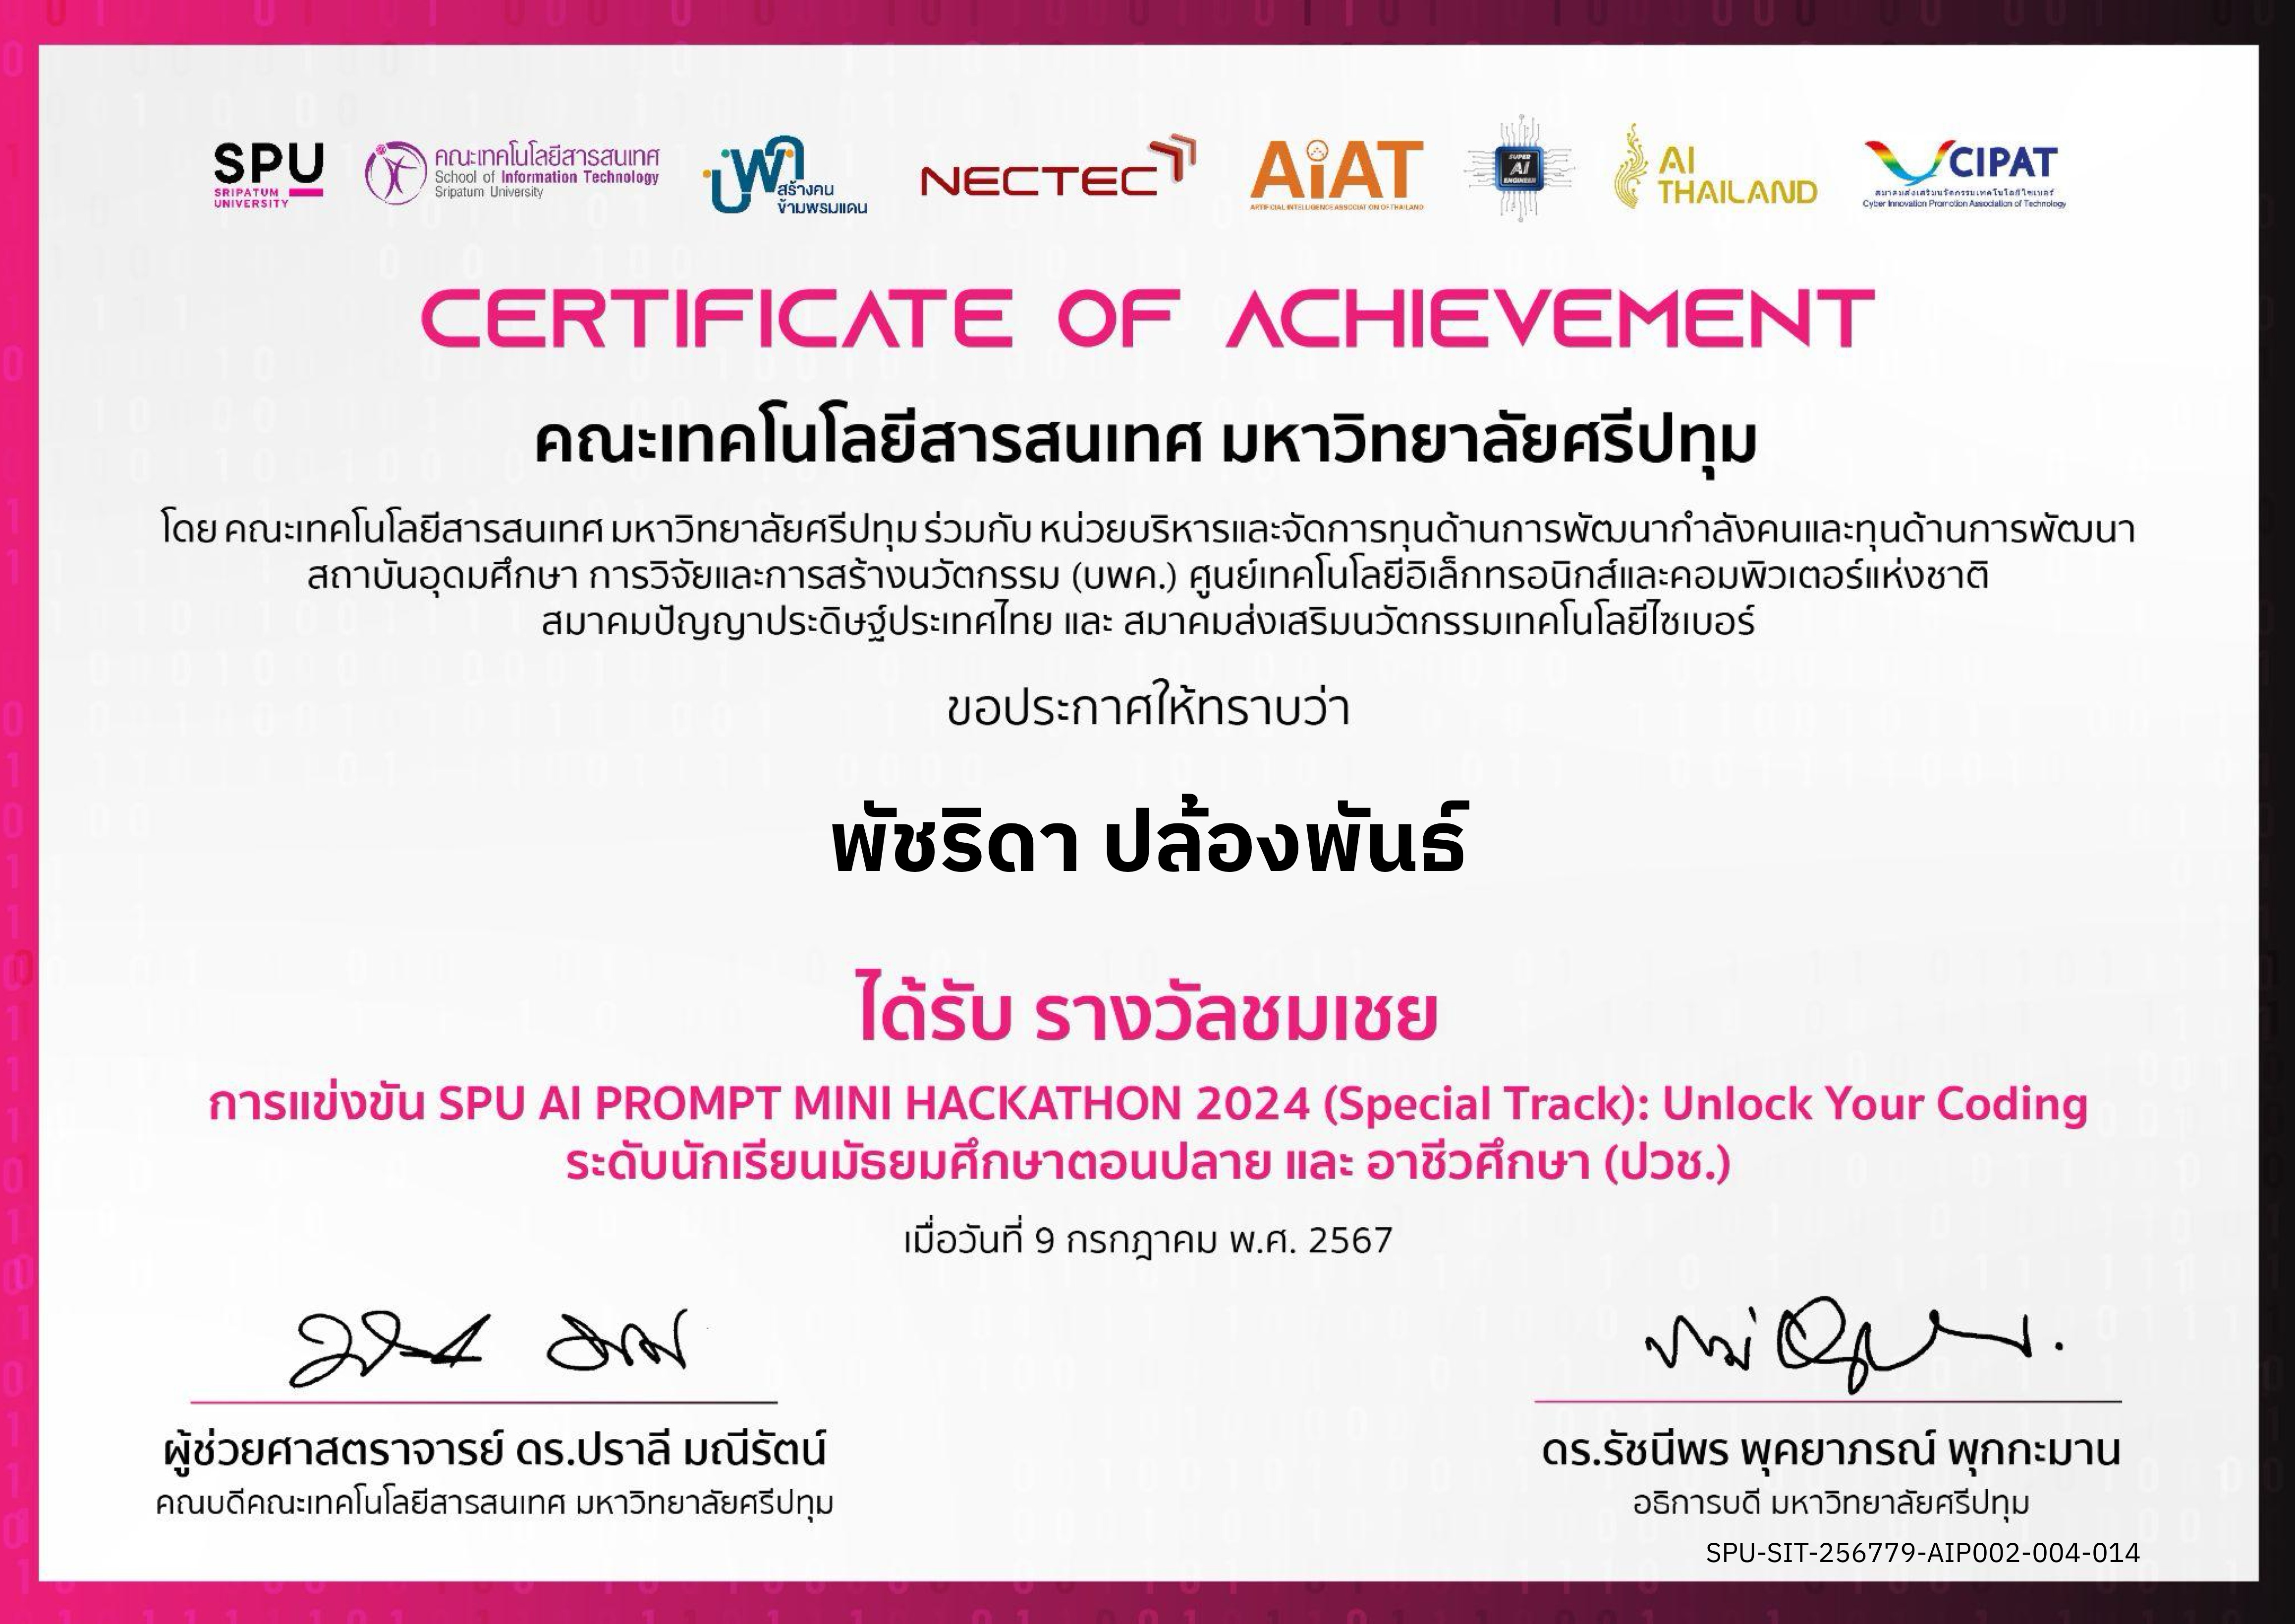 SPU
SRIPATUM
UNIVERSITY
คณะเทคโนโลยีสารสนเทศ
School of Information Technology
Sripatum University
บพค
สร้างคน
ข้ามพรมแดน
NECTEC
AiAT
ARTIFICIAL INTELLIGENCE ASSOCIATION OF THAILAND
SUPER
AI
ENGINEER
AI
THAILAND
CIPAT
สมาคมส่งเสริมนวัตกรรมเทคโนโลยีไซเบอร์
Cyber Innovation Promotion Association of Technology
CERTIFICATE OF ACHIEVEMENT
คณะเทคโนโลยีสารสนเทศ มหาวิทยาลัยศรีปทุม
โดย คณะเทคโนโลยีสารสนเทศ มหาวิทยาลัยศรีปทุม ร่วมกับ หน่วยบริหารและจัดการทุนด้านการพัฒนากำลังคนและทุนด้านการพัฒนา
สถาบันอุดมศึกษา การวิจัยและการสร้างนวัตกรรม (บพค.) ศูนย์เทคโนโลยีอิเล็กทรอนิกส์และคอมพิวเตอร์แห่งชาติ
สมาคมปัญญาประดิษฐ์ประเทศไทย และ สมาคมส่งเสริมนวัตกรรมเทคโนโลยีไซเบอร์
ขอประกาศให้ทราบว่า
พัชริดา ปล้องพันธ์
ได้รับ รางวัลชมเชย
การแข่งขัน SPU AI PROMPT MINI HACKATHON 2024 (Special Track): Unlock Your Coding
ระดับนักเรียนมัธยมศึกษาตอนปลาย และ อาชีวศึกษา (ปวช.)
เมื่อวันที่ 9 กรกฎาคม พ.ศ. 2567
ผู้ช่วยศาสตราจารย์ ดร.ปราลี มณีรัตน์
คณบดีคณะเทคโนโลยีสารสนเทศ มหาวิทยาลัยศรีปทุม
ดร.รัชนีพร พุคยาภรณ์ พุกกะมาน
อธิการบดี มหาวิทยาลัยศรีปทุม
SPU-SIT-256779-AIP002-004-014